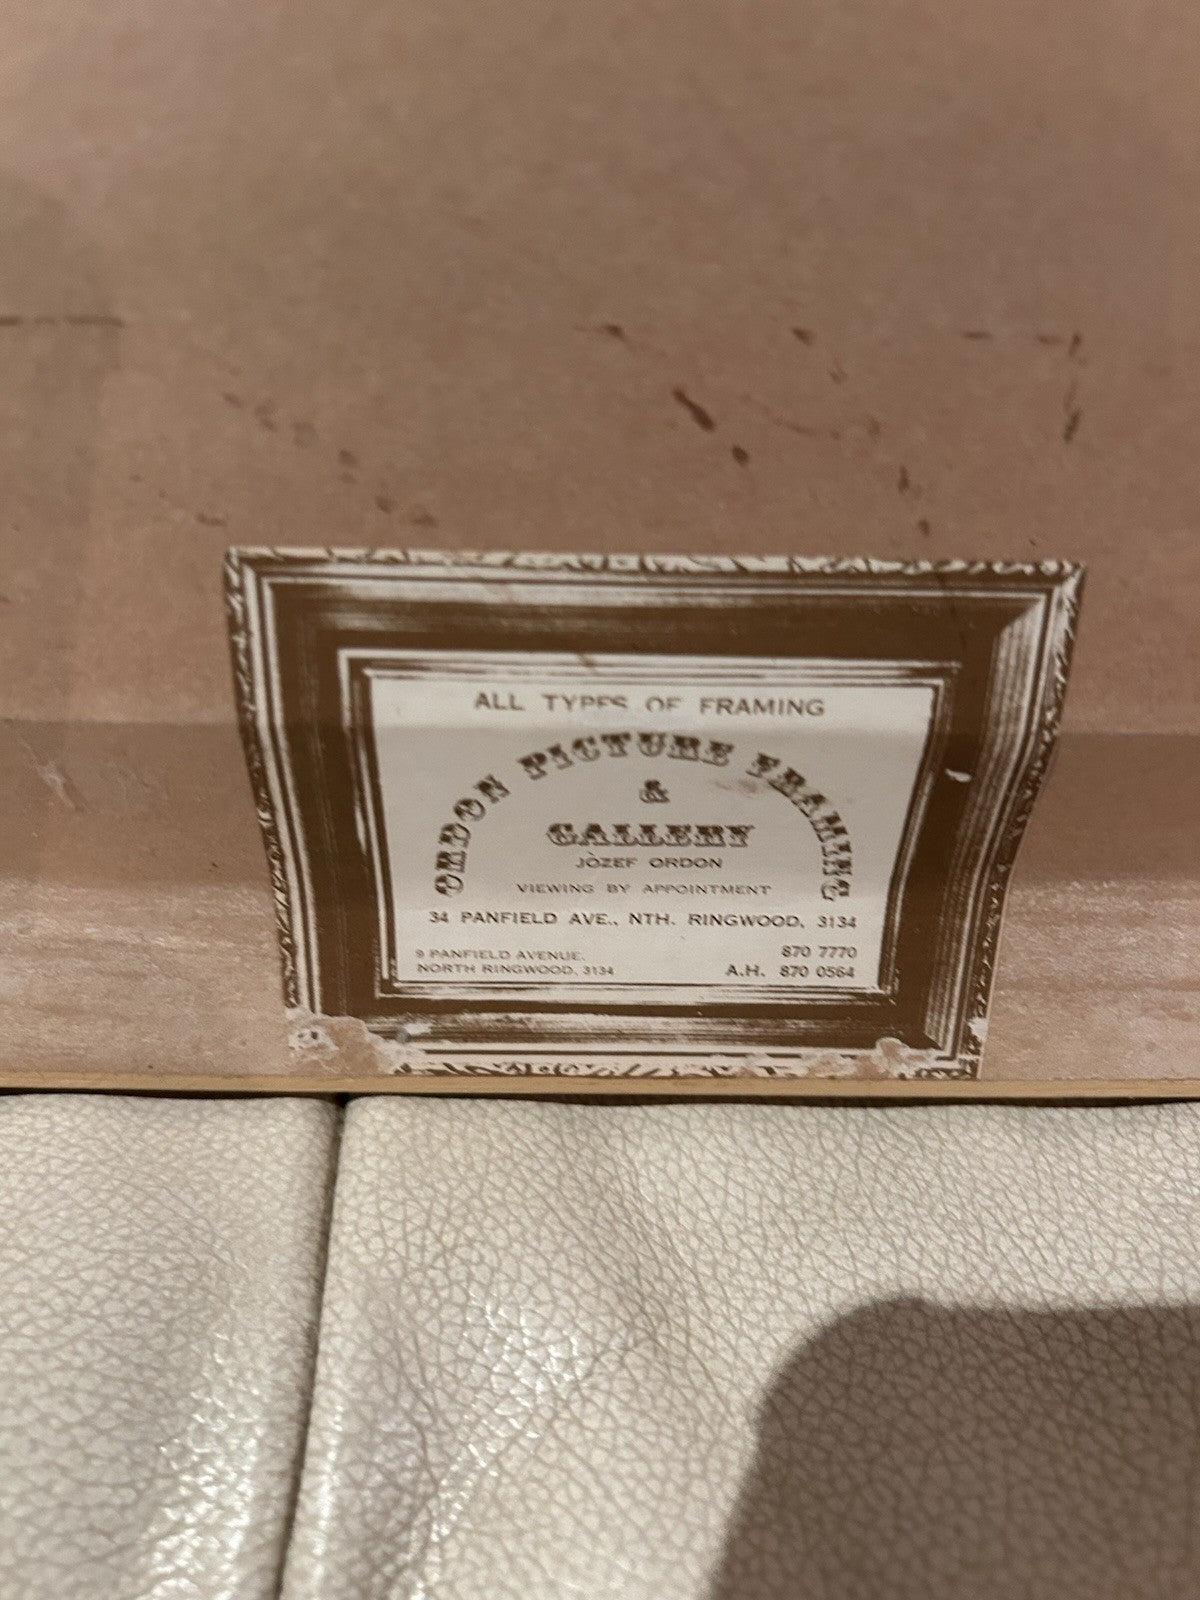 ALL TYPES OF FRAMING
ORDON PICTURE FRAMING
&
GALLERY
JOZEF ORDON
VIEWING BY APPOINTMENT
34 PANFIELD AVE., NTH. RINGWOOD, 3134
9 PANFIELD AVENUE, 870 7770
NORTH RINGWOOD, 3134 A.H. 870 0564